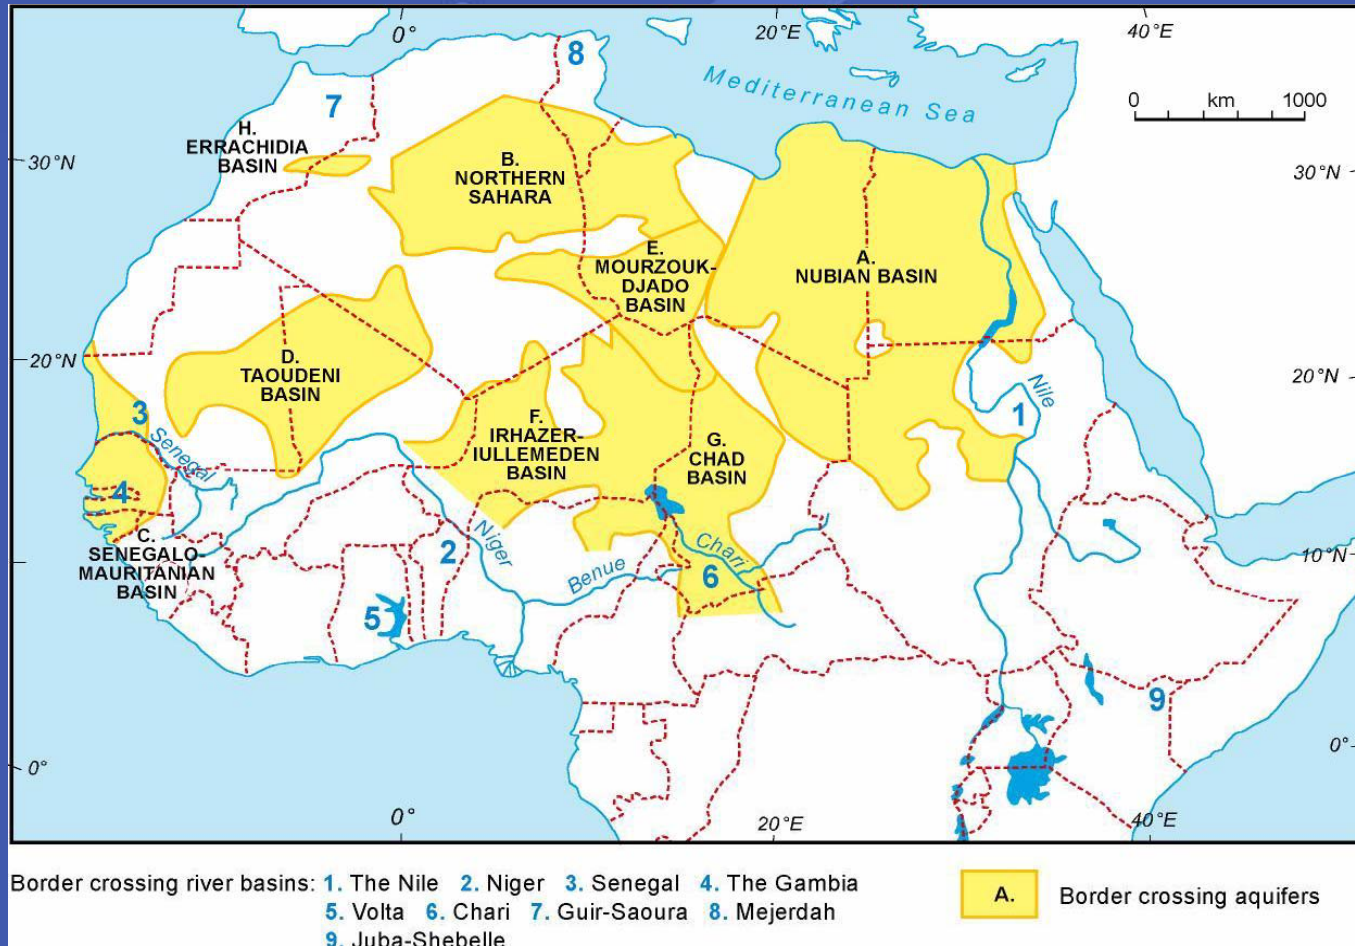 0°
20°E
40°E
8
Mediterranean Sea
0 km 1000
7
H.
ERRACHIDIA
BASIN
30°N
30°N
B.
NORTHERN
SAHARA
E.
MOURZOUK-
DJADO
BASIN
A.
NUBIAN BASIN
20°N
20°N
D.
TAOUDENI
BASIN
Nile
1
3
Senegal
F.
IRHAZER-
IULLEMEDEN
BASIN
G.
CHAD
BASIN
4
C.
SENEGALO-
MAURITANIAN
BASIN
2
Niger
Benue
Chari
6
10°N
5
9
0°
0°
0°
20°E
40°E
Border crossing river basins: 1. The Nile 2. Niger 3. Senegal 4. The Gambia
5. Volta 6. Chari 7. Guir-Saoura 8. Mejerdah
9. Juba-Shebelle
A. Border crossing aquifers